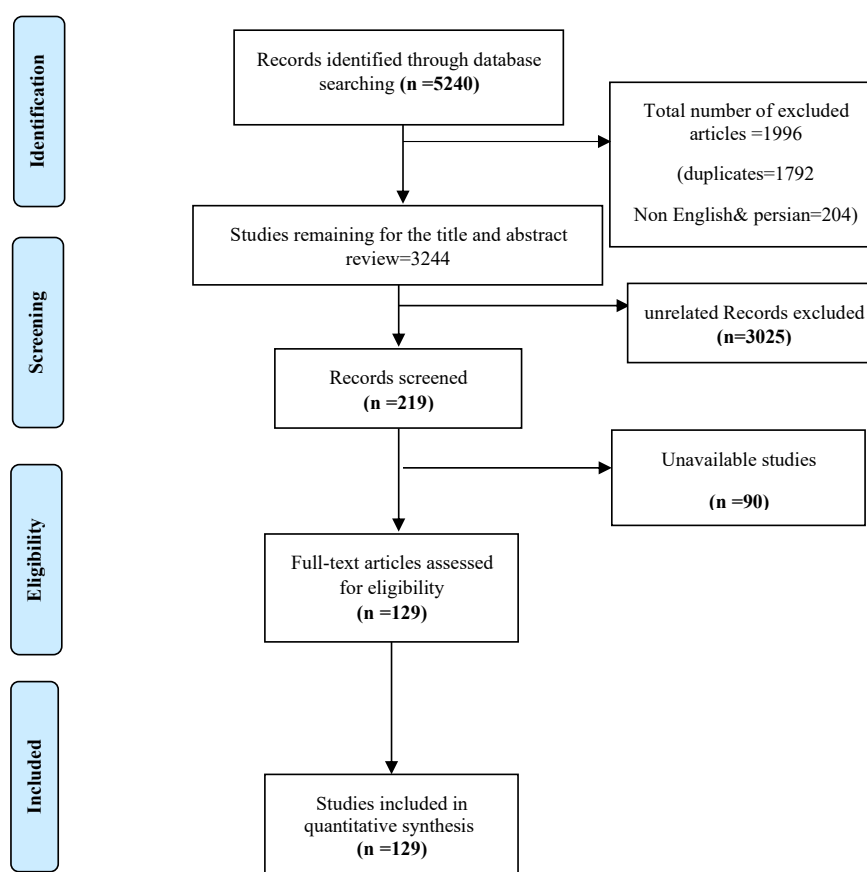 Identification
Records identified through database
searching (n =5240)
Total number of excluded
articles =1996
(duplicates=1792
Non English& persian=204)
Studies remaining for the title and abstract
review=3244
Screening
unrelated Records excluded
(n=3025)
Records screened
(n =219)
Unavailable studies
(n =90)
Eligibility
Full-text articles assessed
for eligibility
(n =129)
Included
Studies included in
quantitative synthesis
(n =129)